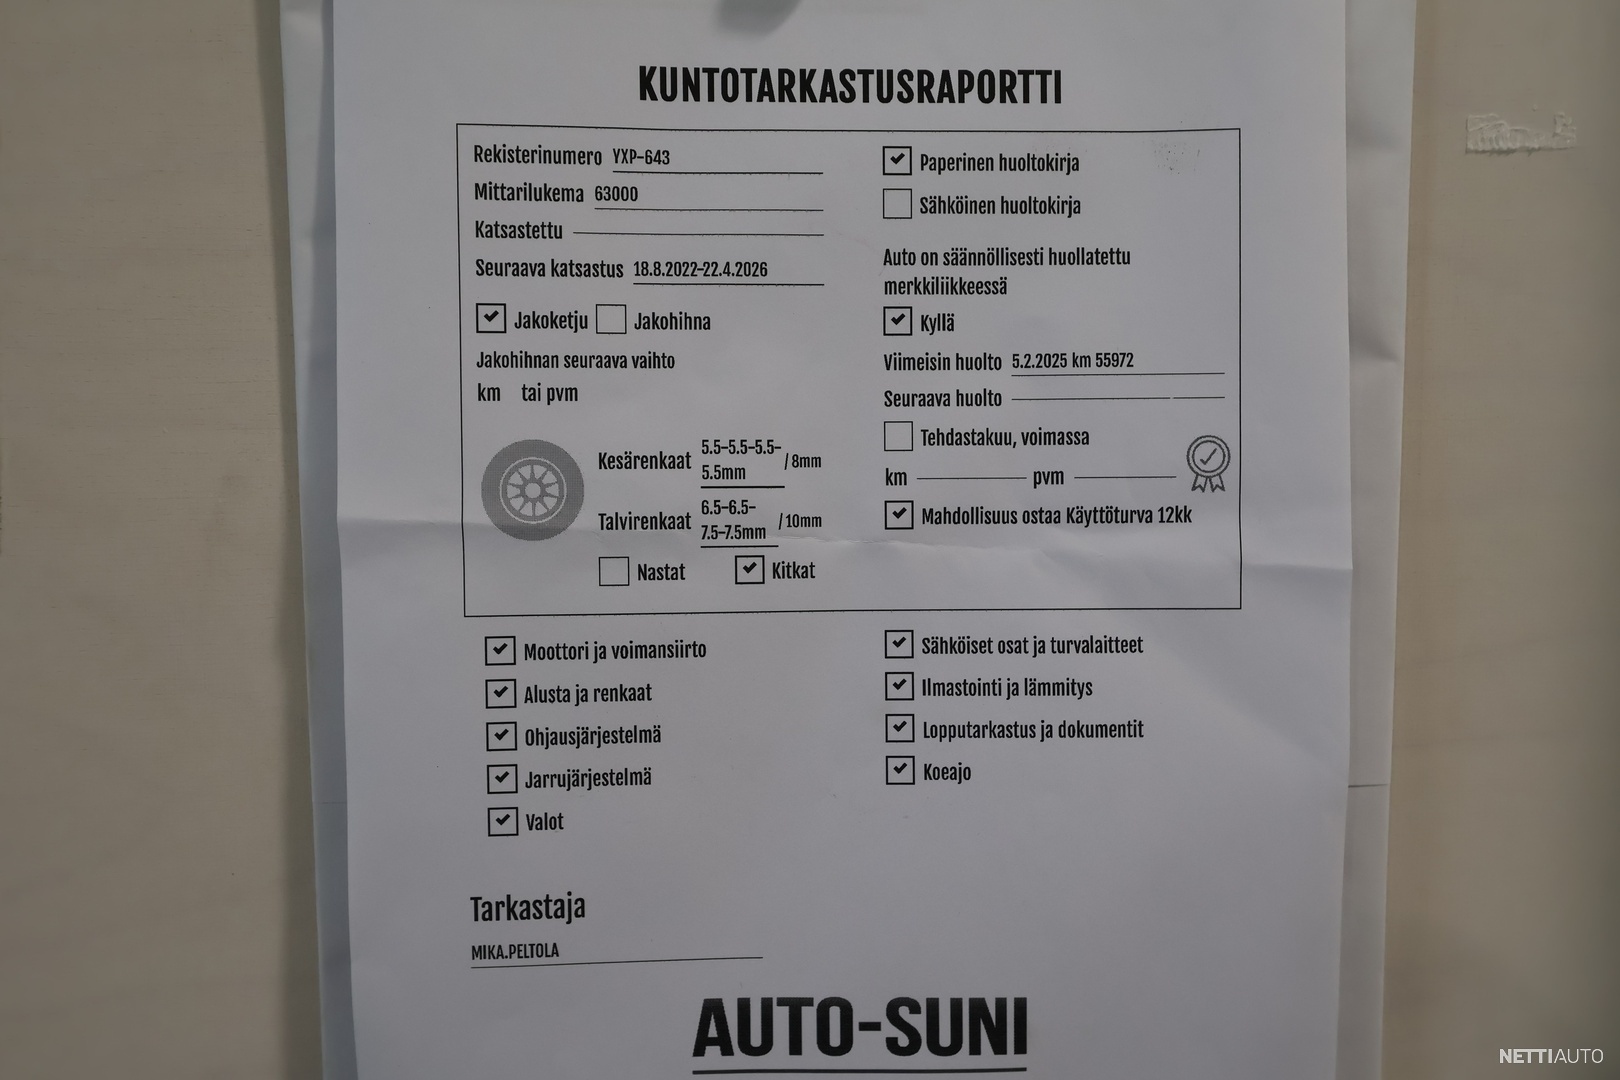 KUNTOTARKASTUSRAPORTTI
Rekisterinumero YXP-643
Mittarilukema 63000
Katsastettu
Seuraava katsastus 18.8.2022-22.4.2026
Jakoketju Jakohihna
Jakohihnan seuraava vaihto
km tai pvm
Kesärenkaat 5.5-5.5-5.5-
5.5mm / 8mm
Talvirenkaat 6.5-6.5-
7.5-7.5mm / 10mm
Nastat Kitkat
Paperinen huoltokirja
Sähköinen huoltokirja
Auto on säännöllisesti huollatettu
merkkiliikkeessä
Kyllä
Viimeisin huolto 5.2.2025 km 55972
Seuraava huolto
Tehdastakuu, voimassa
km pvm
Mahdollisuus ostaa Käyttöturva 12kk
Moottori ja voimansiirto
Alusta ja renkaat
Ohjausjärjestelmä
Jarrujärjestelmä
Valot
Sähköiset osat ja turvalaitteet
Ilmastointi ja lämmitys
Lopputarkastus ja dokumentit
Koeajo
Tarkastaja
MIKA.PELTOLA
AUTO-SUNI
NETTIAUTO